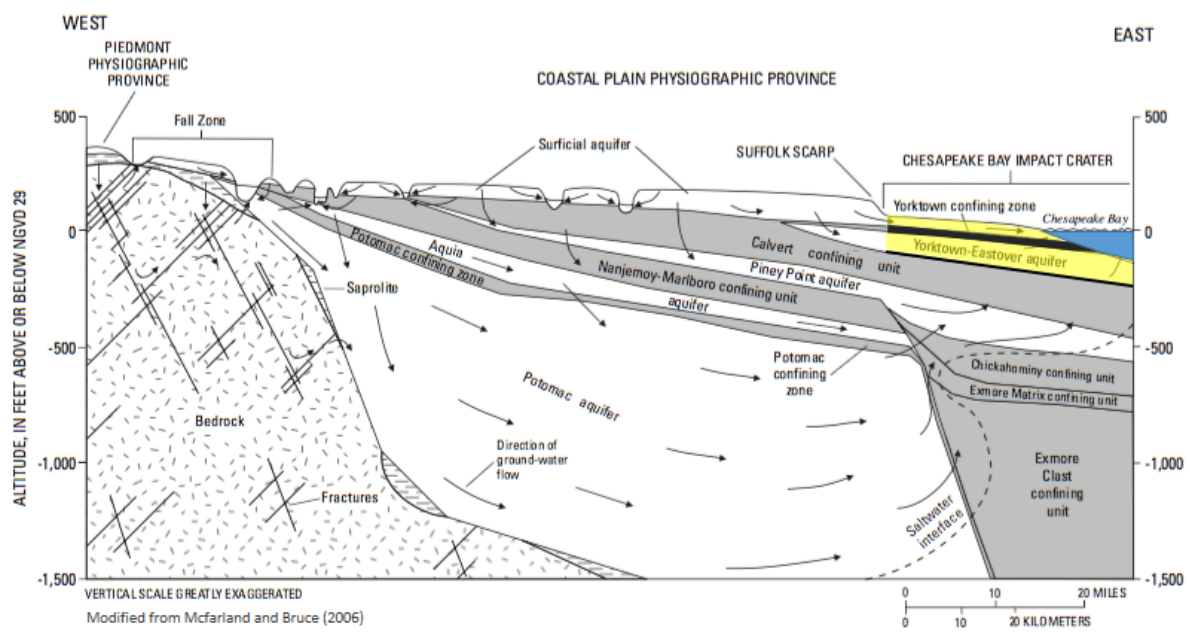 WEST
EAST
PIEDMONT
PHYSIOGRAPHIC
PROVINCE
COASTAL PLAIN PHYSIOGRAPHIC PROVINCE
500
500
Fall Zone
Surficial aquifer
SUFFOLK SCARP
CHESAPEAKE BAY IMPACT CRATER
Yorktown confining zone
Chesapeake Bay
0
0
Yorktown-Eastover aquifer
Calvert confining unit
Aquia
Potomac confining zone
Piney Point aquifer
Nanjemoy-Marlboro confining unit
Saprolite
aquifer
-500
-500
Potomac
confining
zone
Chickahominy confining unit
Exmore Matrix confining unit
Potomac aquifer
Bedrock
Direction of
ground-water
flow
Exmore
Clast
confining
unit
-1,000
-1,000
Fractures
Saltwater
interface
-1,500
-1,500
ALTITUDE, IN FEET ABOVE OR BELOW NGVD 29
VERTICAL SCALE GREATLY EXAGGERATED
0 10 20 MILES
0 10 20 KILOMETERS
Modified from Mcfarland and Bruce (2006)